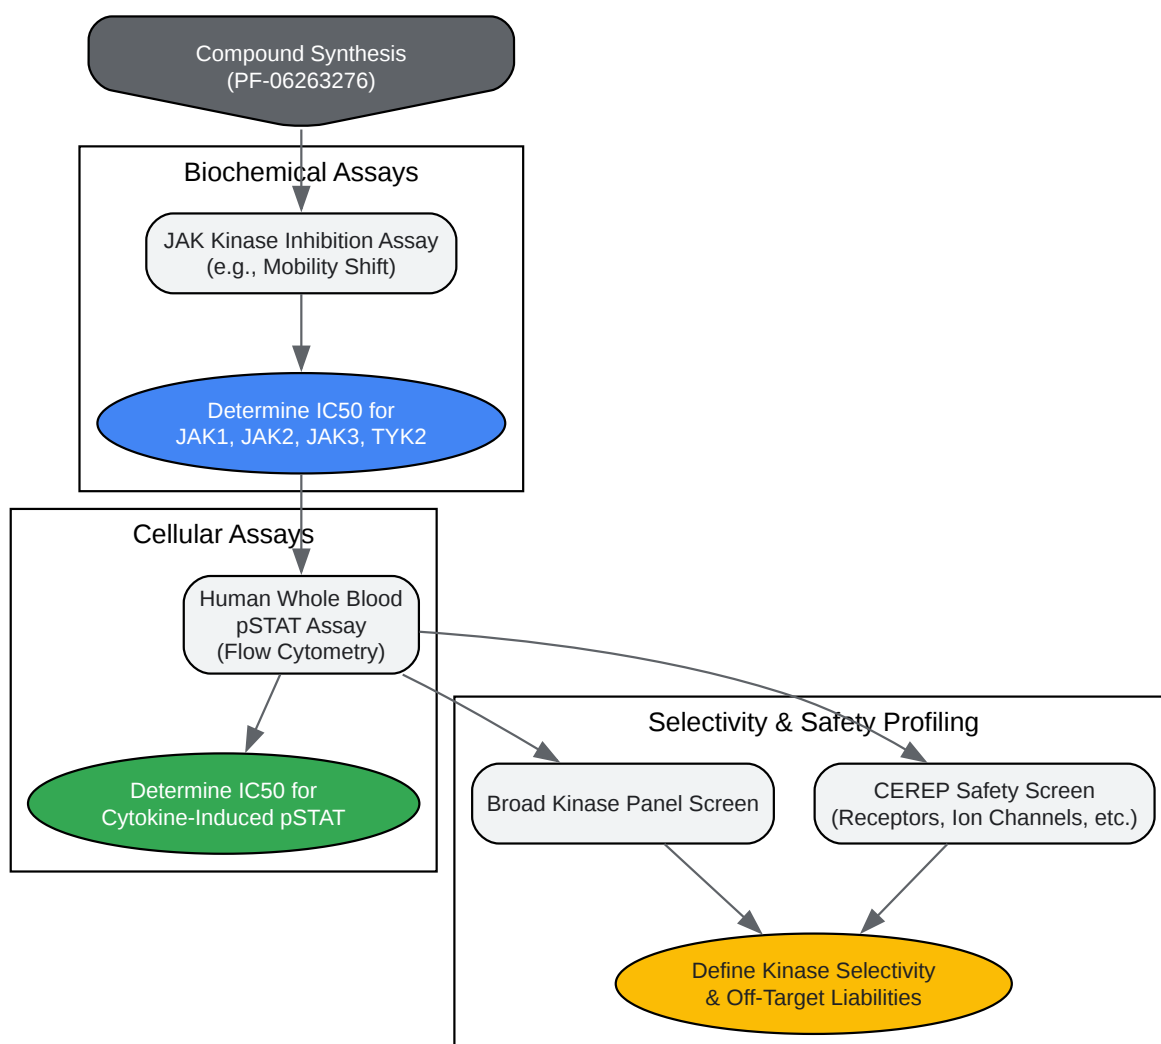 Compound Synthesis
(PF-06263276)
Biochemical Assays
JAK Kinase Inhibition Assay
(e.g., Mobility Shift)
Determine IC50 for
JAK1, JAK2, JAK3, TYK2
Cellular Assays
Human Whole Blood
pSTAT Assay
(Flow Cytometry)
Determine IC50 for
Cytokine-Induced pSTAT
Selectivity & Safety Profiling
Broad Kinase Panel Screen
CEREP Safety Screen
(Receptors, Ion Channels, etc.)
Define Kinase Selectivity
& Off-Target Liabilities